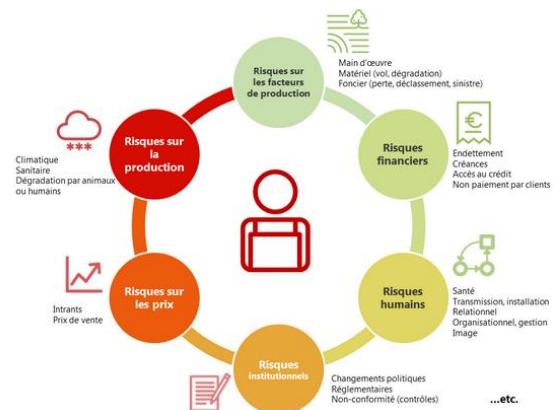 Risques sur
les facteurs
de production
Main d'œuvre
Matériel (vol, dégradation)
Foncier (perte, déclassement, sinistre)
Risques
financiers
€
Endettement
Créances
Accès au crédit
Non paiement par clients
Risques
humains
Santé
Transmission, installation
Relationnel
Organisationnel, gestion
Image
Risques
institutionnels
Changements politiques
Réglementaires
Non-conformité (contrôles)
Risques sur
les prix
Intrants
Prix de vente
Risques sur
la
production
Climatique
Sanitaire
Dégradation par animaux
ou humains
...etc.